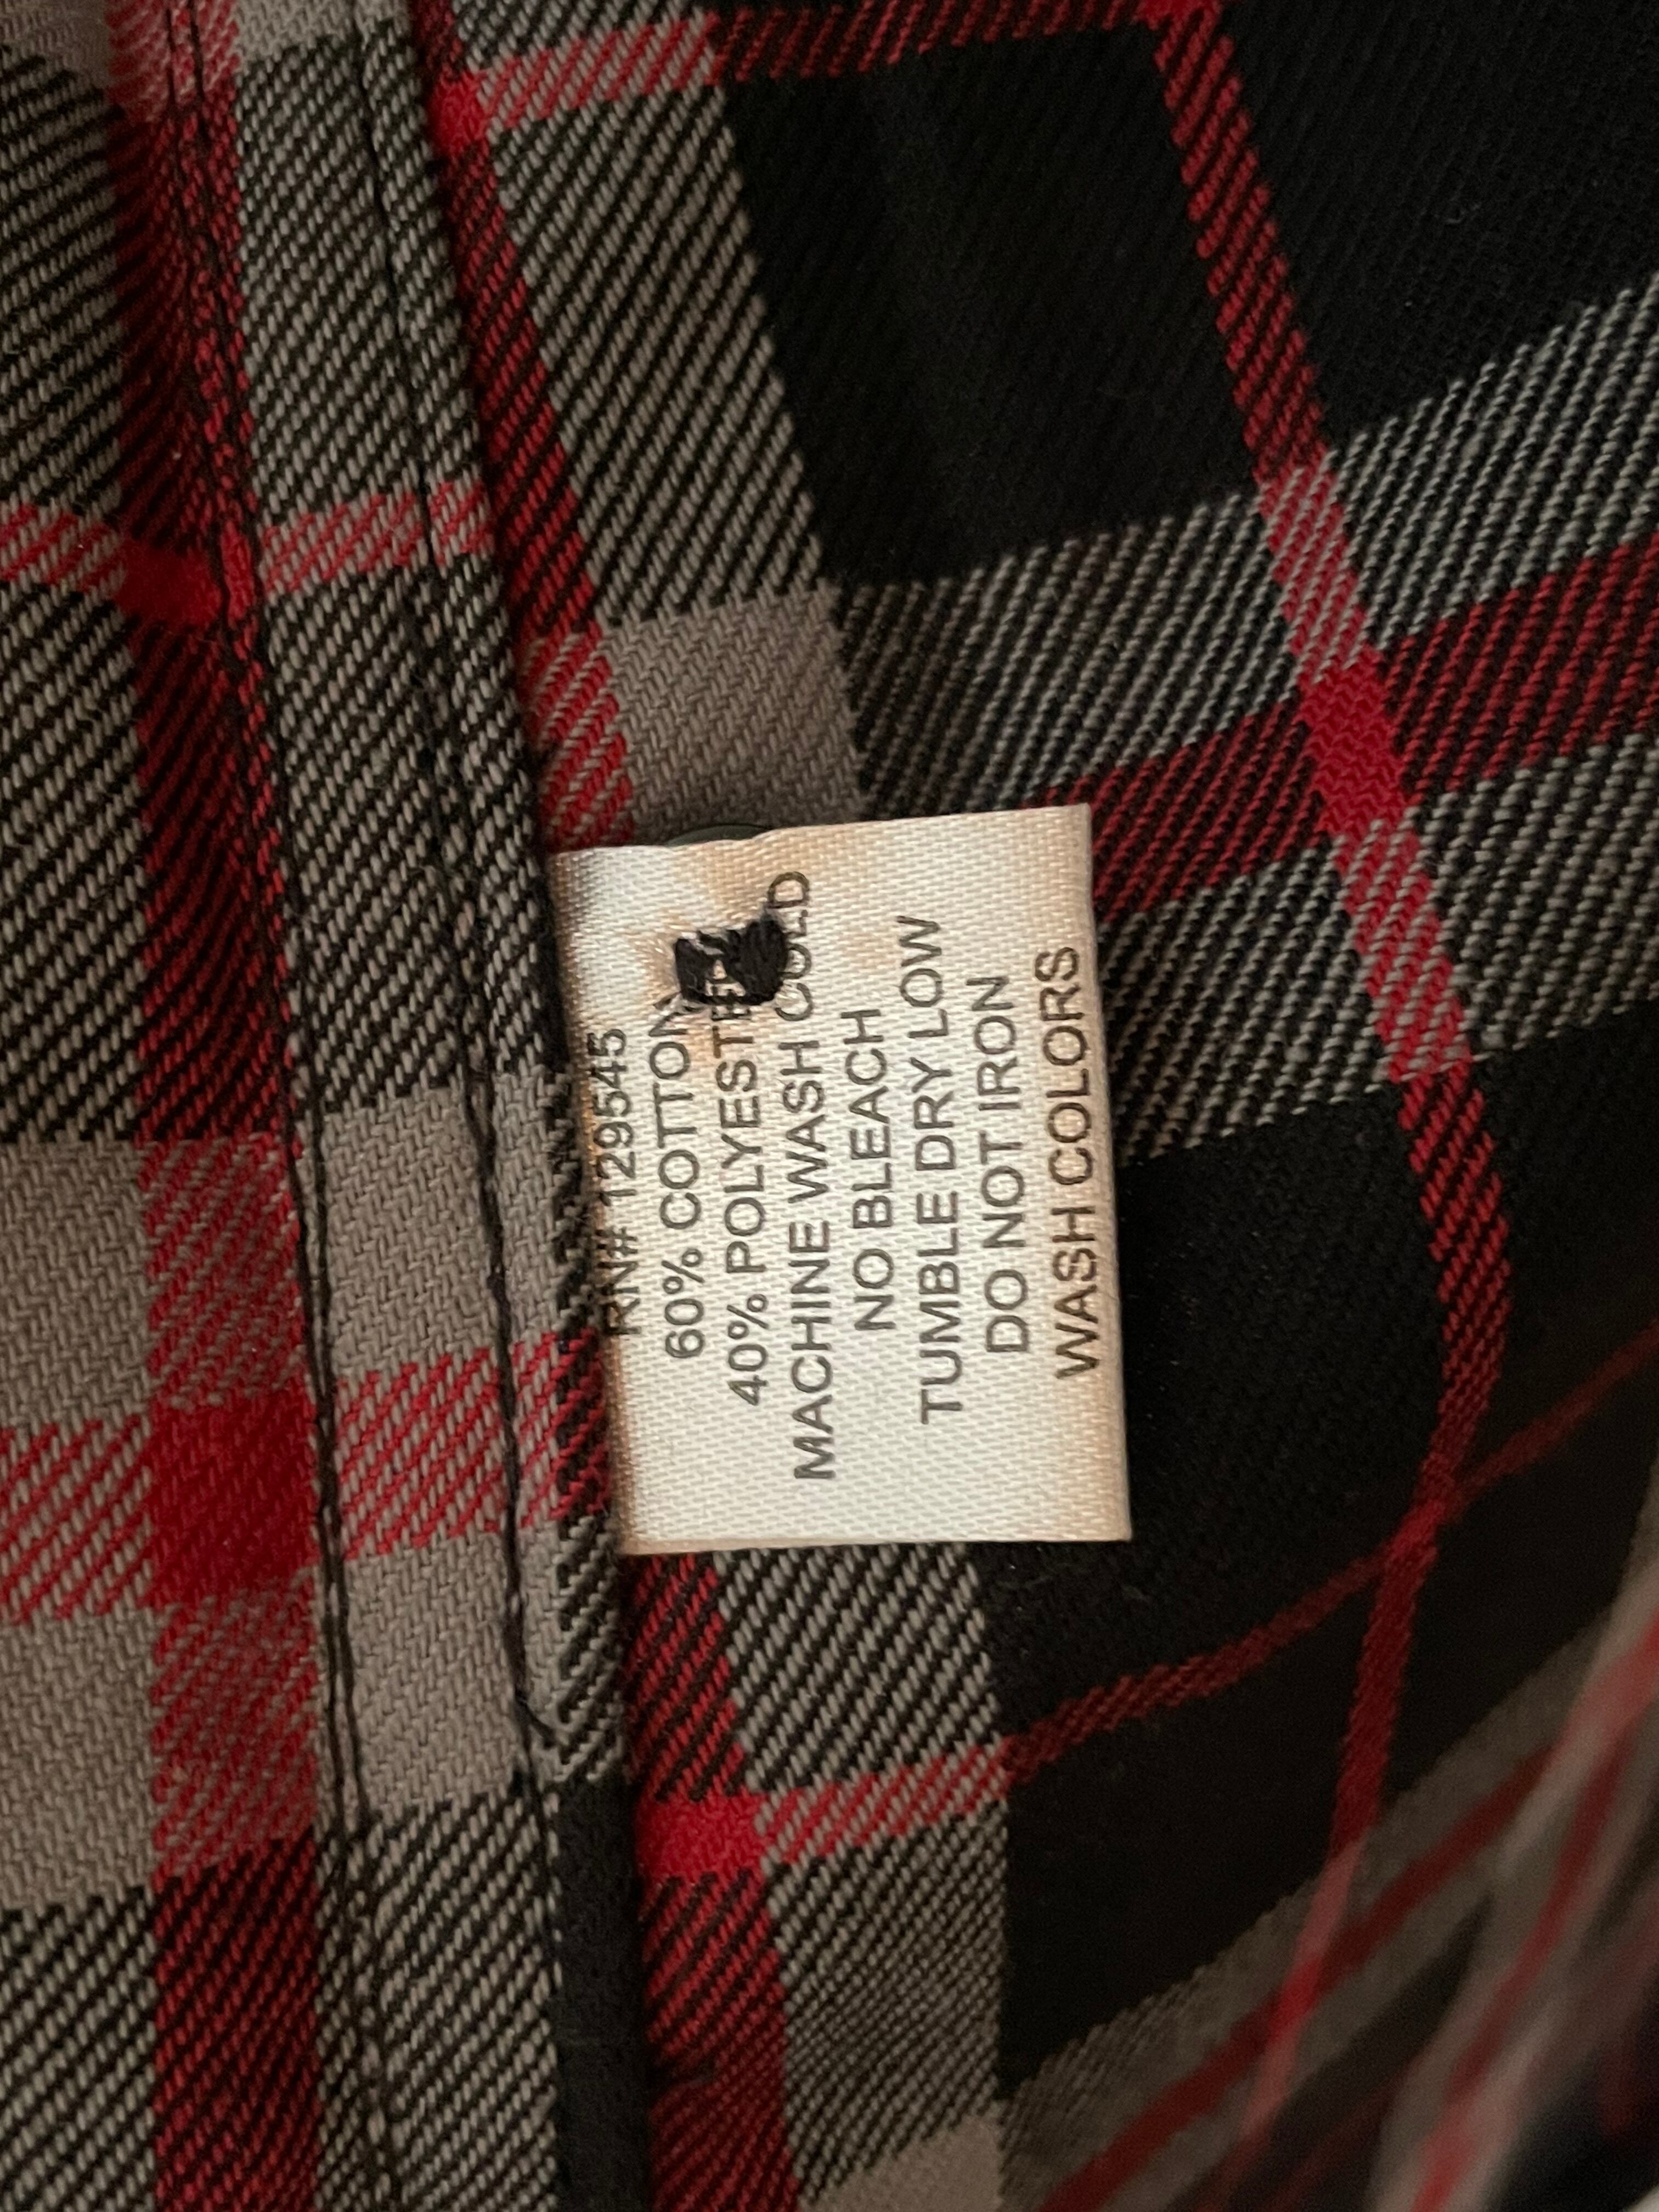 RN# 129545
60% COTTON
40% POLYESTER
MACHINE WASH COLD
NO BLEACH
TUMBLE DRY LOW
DO NOT IRON
WASH COLORS